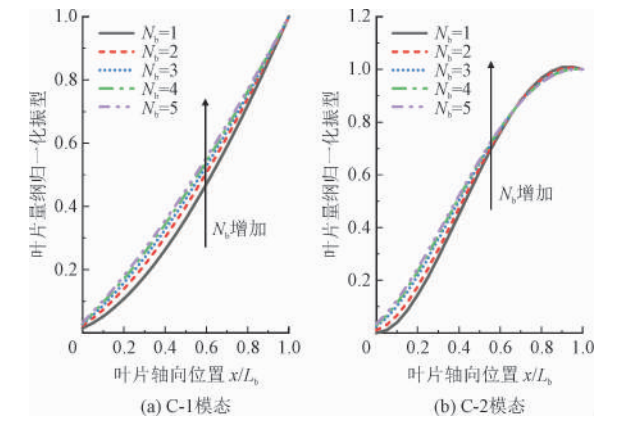 1.0
0.8
0.6
0.4
0.2
0
0.2
0.4
0.6
0.8
1.0
叶片量纲归一化振型
N_b=1
N_b=2
N_b=3
N_b=4
N_b=5
N_b增加
叶片轴向位置 x/L_b
(a) C-1模态
1.2
1.0
0.8
0.6
0.4
0.2
0
0.2
0.4
0.6
0.8
1.0
叶片量纲归一化振型
N_b=1
N_b=2
N_b=3
N_b=4
N_b=5
N_b增加
叶片轴向位置 x/L_b
(b) C-2模态